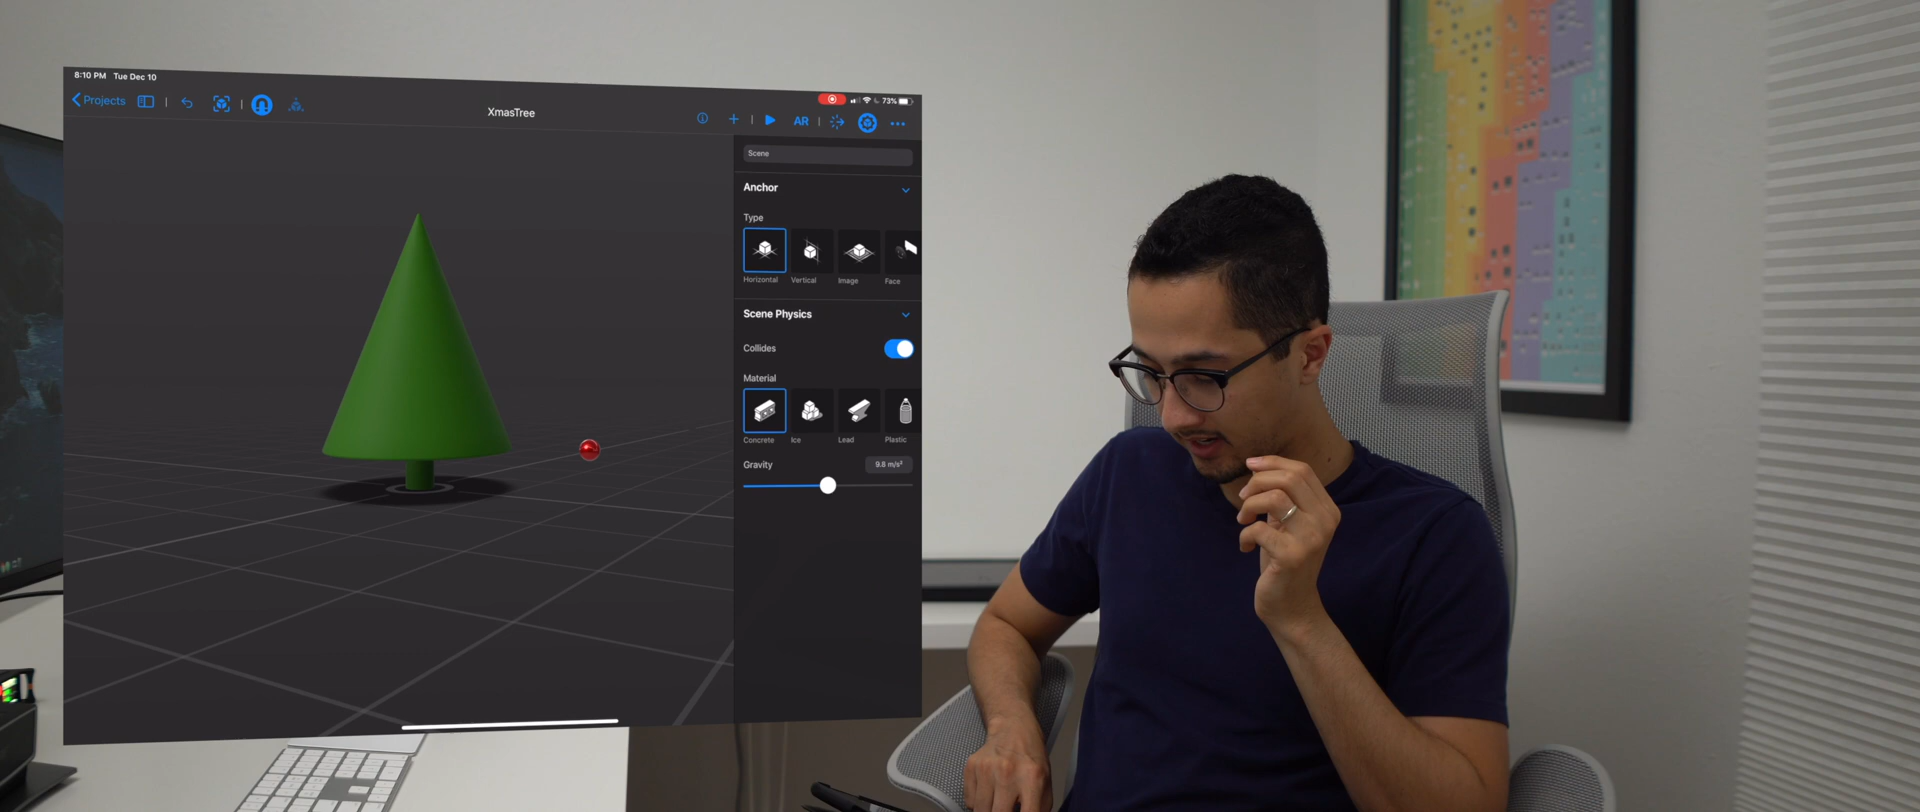 8:10 PM Tue Dec 10
73%
Projects
XmasTree
AR
Scene
Anchor
Type
Horizontal Vertical Image Face
Scene Physics
Collides
Material
Concrete Ice Lead Plastic
Gravity 9.8 m/s²